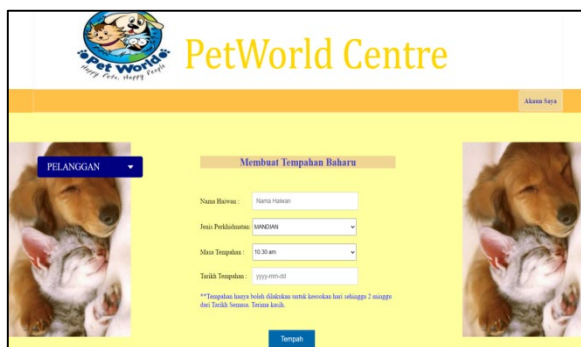 Pet World
Happy Pets, Happy People
PetWorld Centre
Akaun Saya
PELANGGAN
Membuat Tempahan Baharu
Nama Haiwan :
Nama Haiwan
Jenis Perkhidmatan:
MANDIAN
Masa Tempahan :
10:30 am
Tarikh Tempahan :
yyyy-mm-dd
**Tempahan hanya boleh dilakukan untuk keesokan hari sehingga 2 minggu
dari Tarikh Semasa. Terima kasih.
Tempah